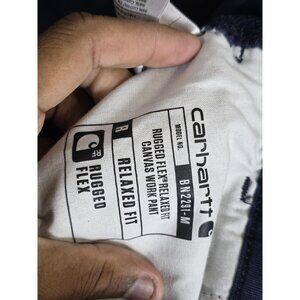 carhartt
MODEL NO. BN2291-M
RUGGED FLEX® RELAXED FIT
CANVAS WORK PANT
R RELAXED FIT
RF RUGGED
FLEX